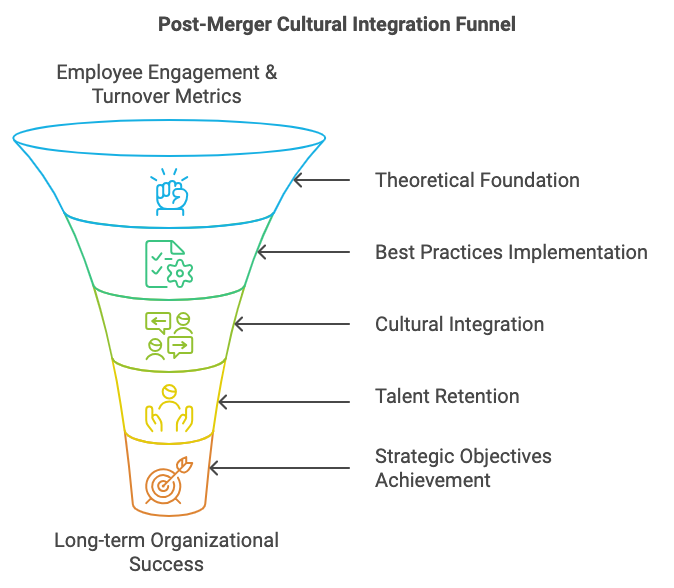 Post-Merger Cultural Integration Funnel
Employee Engagement &
Turnover Metrics
Theoretical Foundation
Best Practices Implementation
Cultural Integration
Talent Retention
Strategic Objectives
Achievement
Long-term Organizational
Success